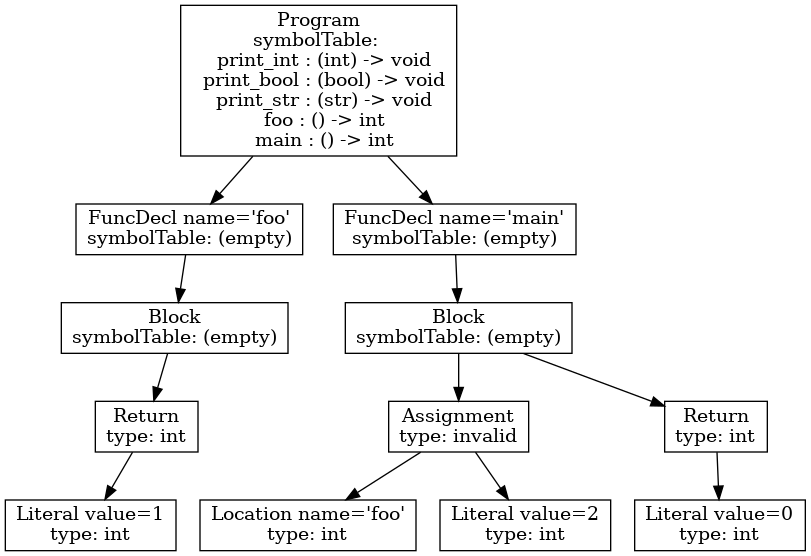 Program
symbolTable:
print_int : (int) -> void
print_bool : (bool) -> void
print_str : (str) -> void
foo : () -> int
main : () -> int
FuncDecl name='foo'
symbolTable: (empty)
FuncDecl name='main'
symbolTable: (empty)
Block
symbolTable: (empty)
Block
symbolTable: (empty)
Return
type: int
Assignment
type: invalid
Return
type: int
Literal value=1
type: int
Location name='foo'
type: int
Literal value=2
type: int
Literal value=0
type: int